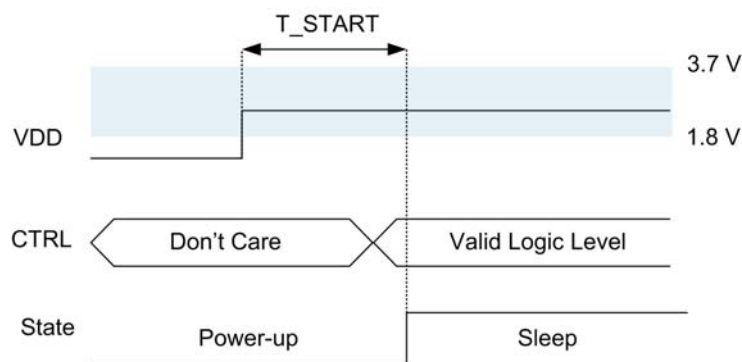 T_START
3.7 V
VDD
1.8 V
CTRL
Don't Care
Valid Logic Level
State
Power-up
Sleep